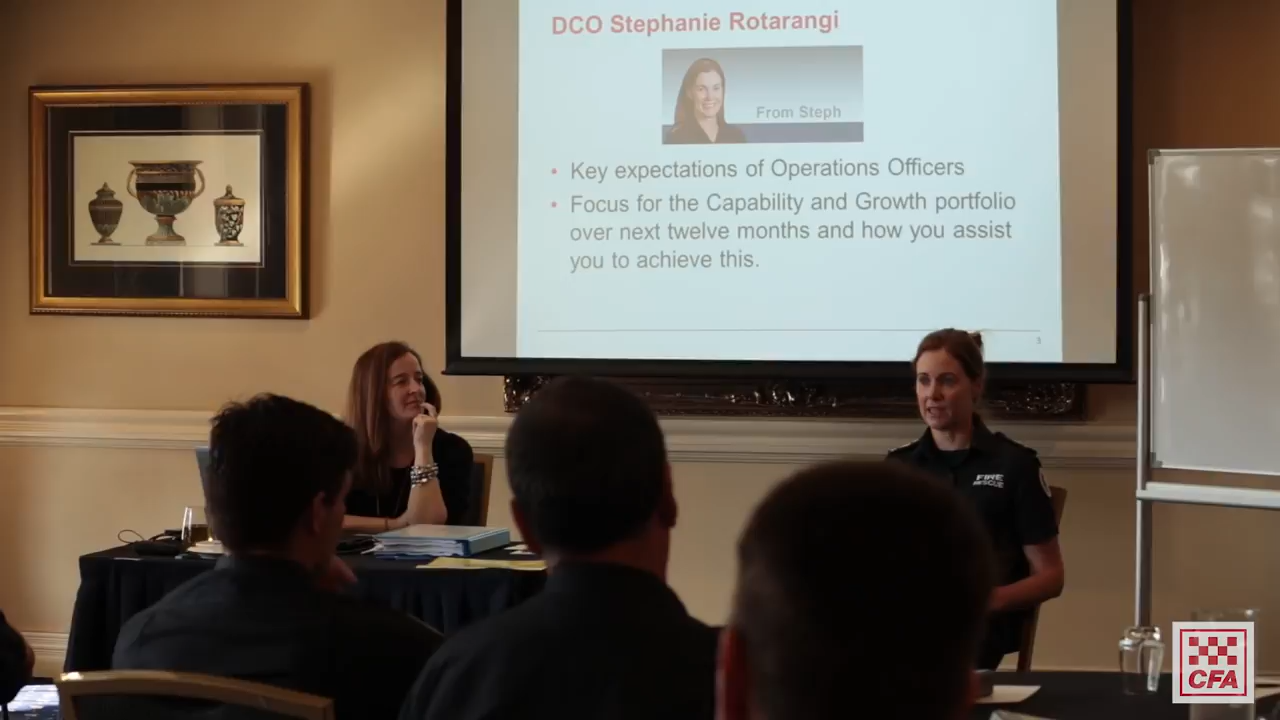 DCO Stephanie Rotarangi
From Steph
• Key expectations of Operations Officers
• Focus for the Capability and Growth portfolio
over next twelve months and how you assist
you to achieve this.
3
FIRE
RESCUE
CFA